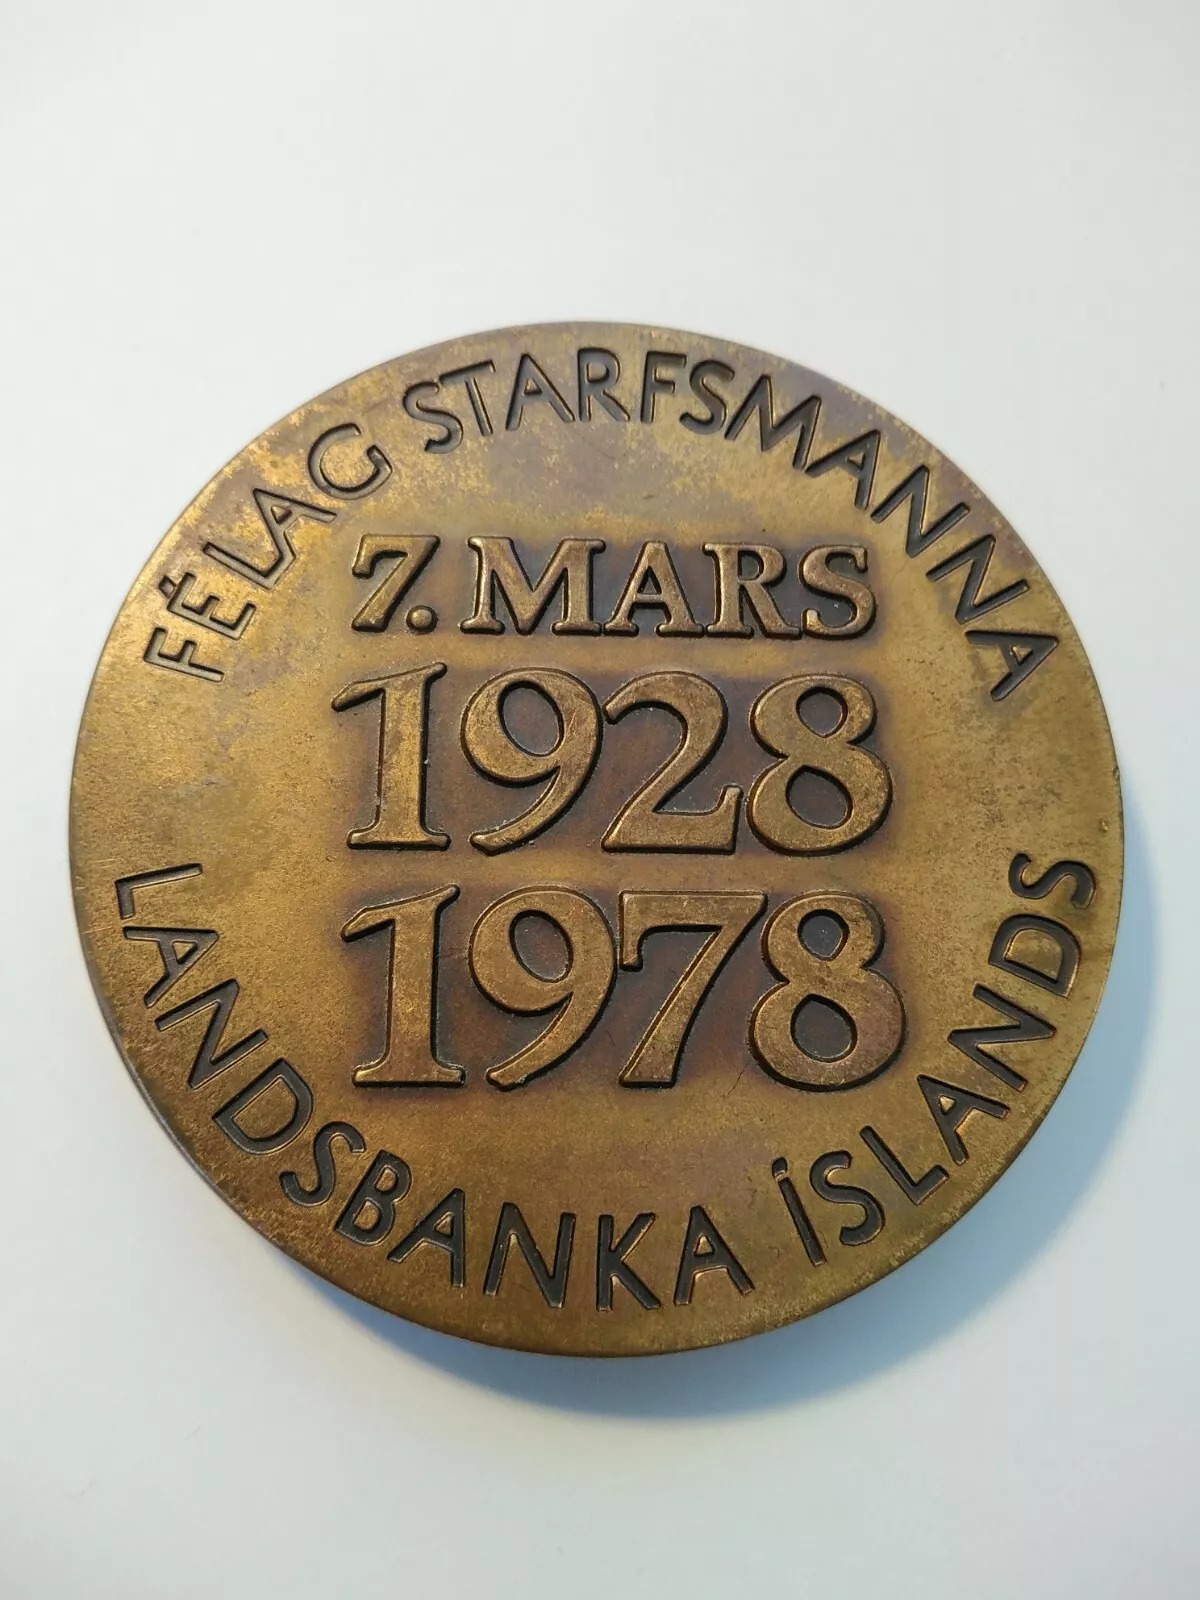 FÉLAG STARFSMANNA
7. MARS
1928
1978
LANDSBANKA ÍSLANDS